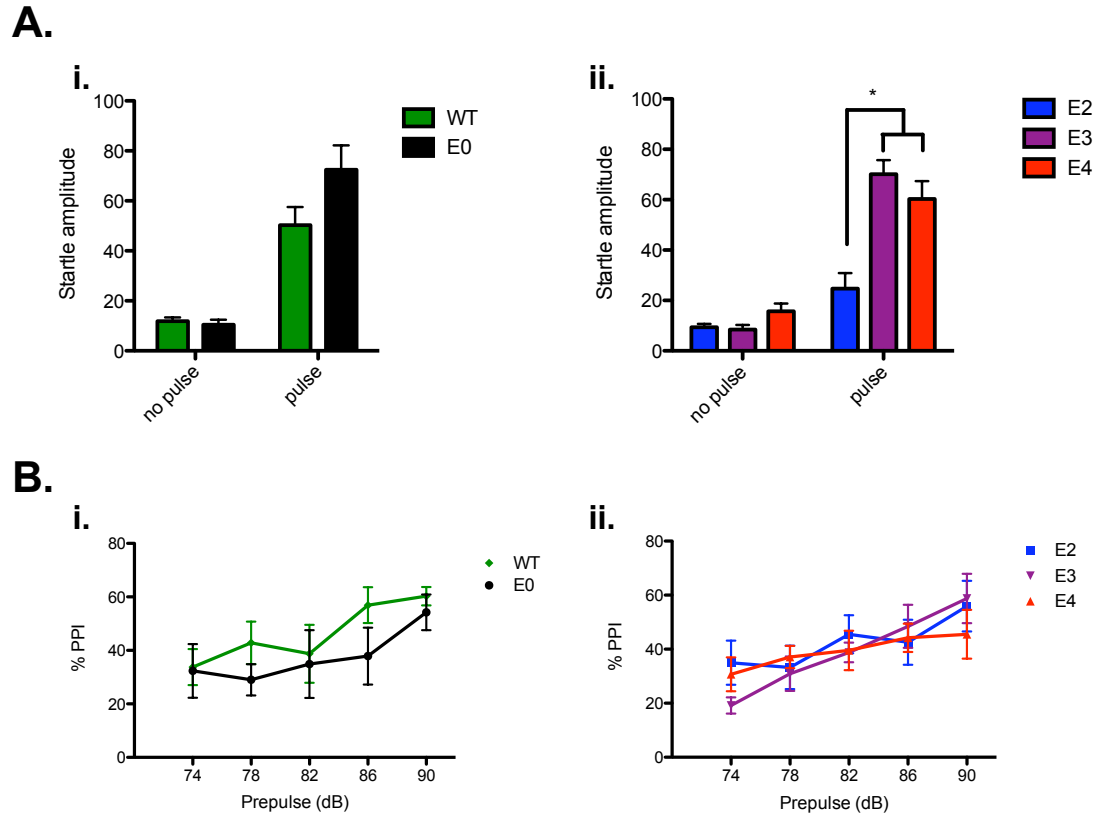 A.
i.
Startle amplitude
100
80
60
40
20
0
no pulse
pulse
WT
E0
ii.
Startle amplitude
100
80
60
40
20
0
*
no pulse
pulse
E2
E3
E4
B.
i.
% PPI
80
60
40
20
0
74 78 82 86 90
Prepulse (dB)
WT
E0
ii.
% PPI
80
60
40
20
0
74 78 82 86 90
Prepulse (dB)
E2
E3
E4